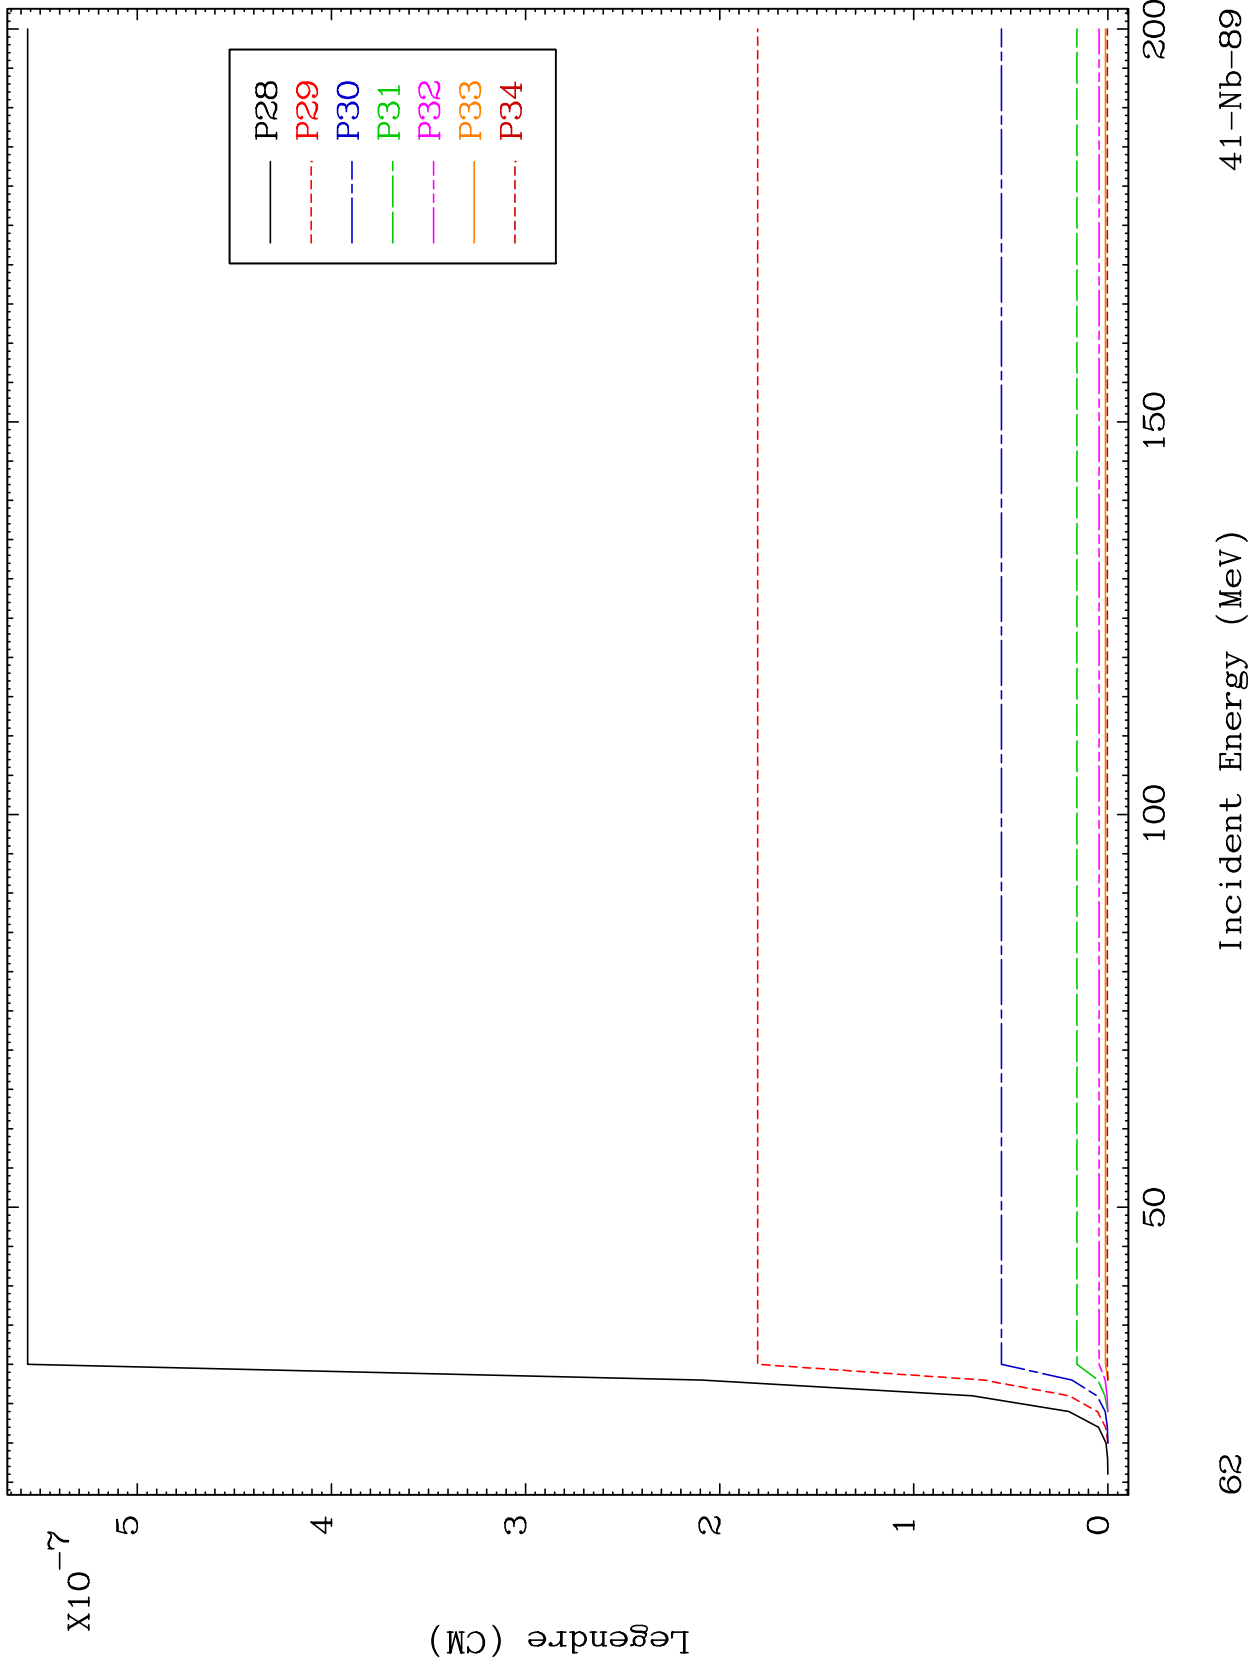 X10-7
5
4
3
2
1
0
Legendre (CM)
P28
P29
P30
P31
P32
P33
P34
50
100
150
200
Incident Energy (MeV)
62
41-Nb-89